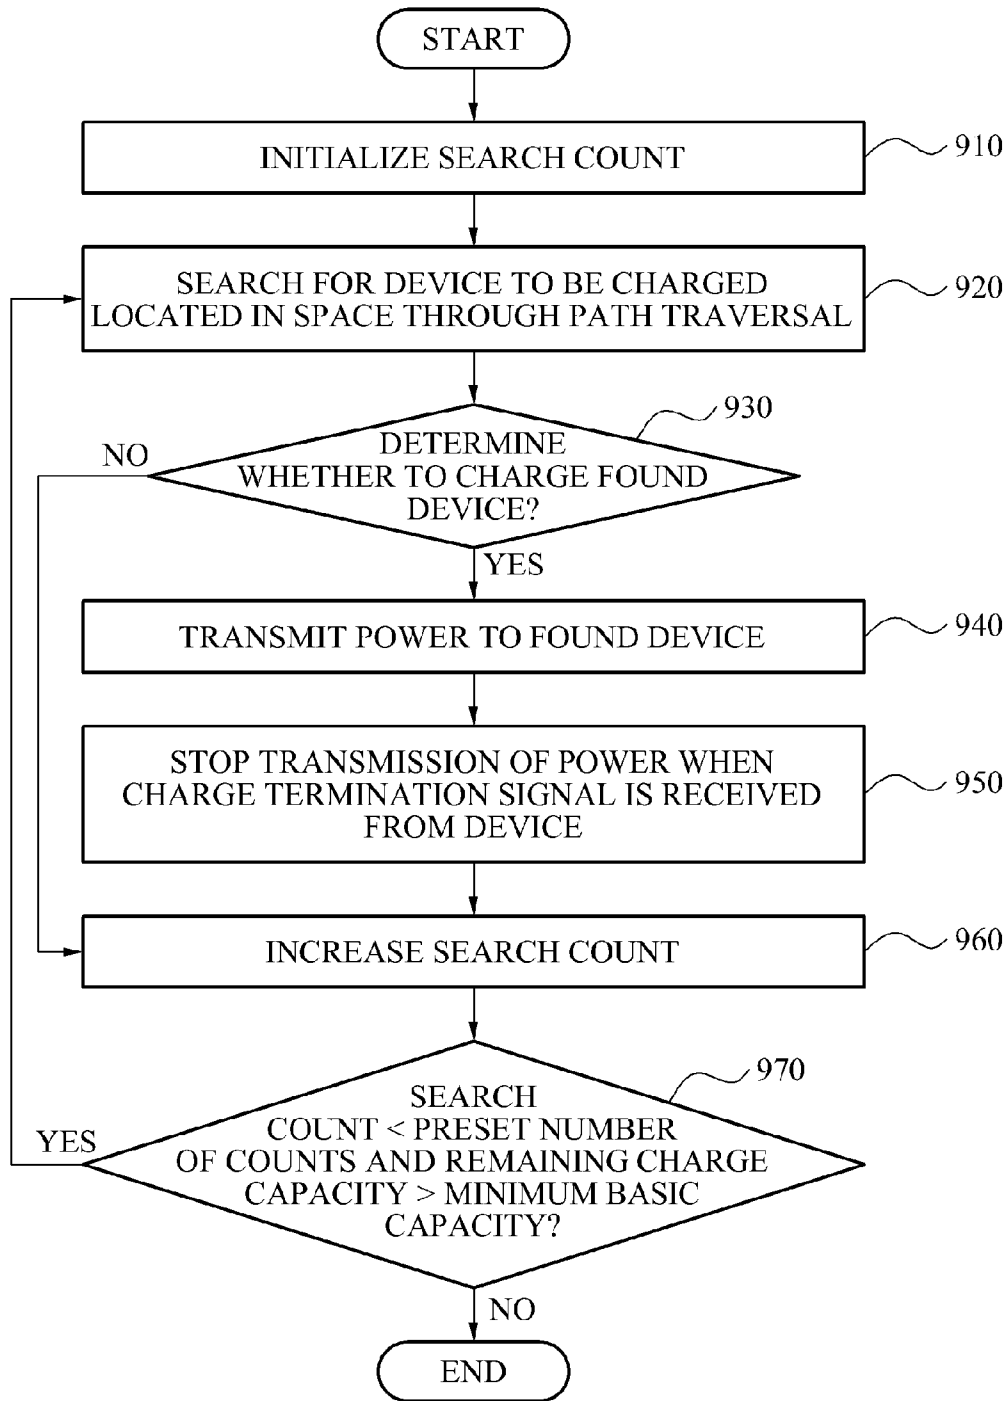 START
INITIALIZE SEARCH COUNT
910
SEARCH FOR DEVICE TO BE CHARGED
LOCATED IN SPACE THROUGH PATH TRAVERSAL
920
930
DETERMINE
WHETHER TO CHARGE FOUND
DEVICE?
NO
YES
TRANSMIT POWER TO FOUND DEVICE
940
STOP TRANSMISSION OF POWER WHEN
CHARGE TERMINATION SIGNAL IS RECEIVED
FROM DEVICE
950
INCREASE SEARCH COUNT
960
970
SEARCH
COUNT < PRESET NUMBER
OF COUNTS AND REMAINING CHARGE
CAPACITY > MINIMUM BASIC
CAPACITY?
YES
NO
END